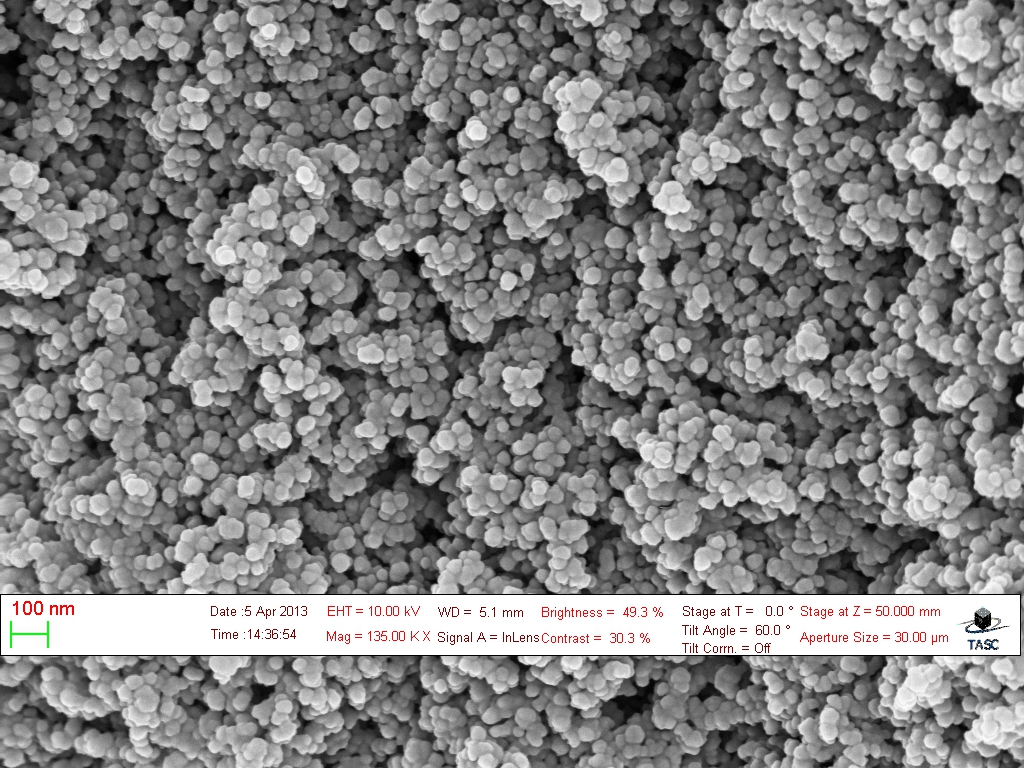 100 nm
Date :5 Apr 2013
Time :14:36:54
EHT = 10.00 kV
Mag = 135.00 K X
WD = 5.1 mm
Signal A = InLens
Brightness = 49.3 %
Contrast = 30.3 %
Stage at T = 0.0 °
Tilt Angle = 60.0 °
Tilt Corrn. = Off
Stage at Z = 50.000 mm
Aperture Size = 30.00 µm
TASC